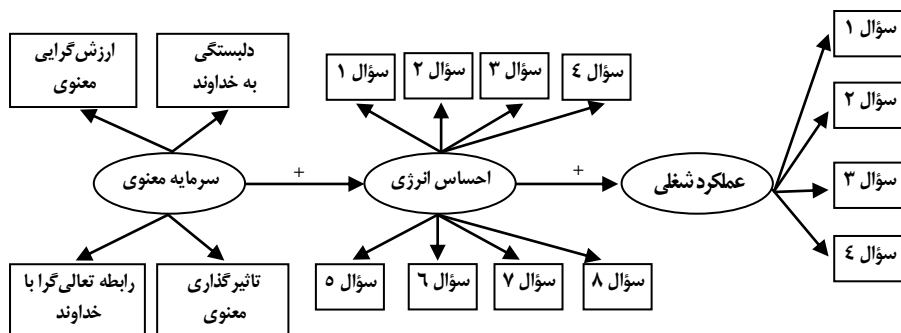 ارزش‌گرایی
معنوی
دلبستگی
به خداوند
سؤال ۱
سؤال ۲
سؤال ۳
سؤال ٤
سؤال ۱
سؤال ۲
سؤال ۳
سؤال ٤
سرمایه معنوی
+
احساس انرژی
+
عملکرد شغلی
رابطه تعالی‌گرا با
خداوند
تاثیرگذاری
معنوی
سؤال ٥
سؤال ٦
سؤال ۷
سؤال ۸